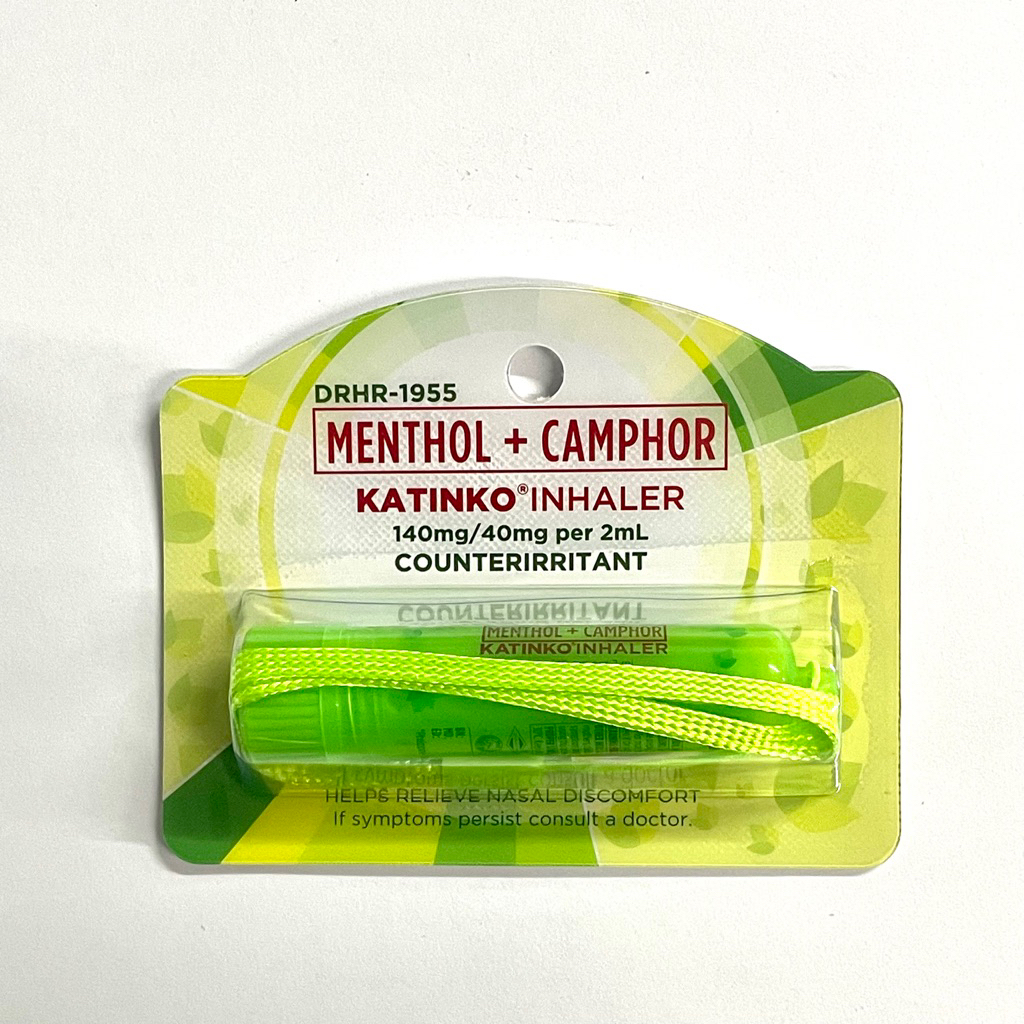 DRHR-1955
MENTHOL + CAMPHOR
KATINKO® INHALER
140mg/40mg per 2mL
COUNTERIRRITANT
MENTHOL + CAMPHOR
KATINKO® INHALER
HELPS RELIEVE NASAL DISCOMFORT
If symptoms persist consult a doctor.